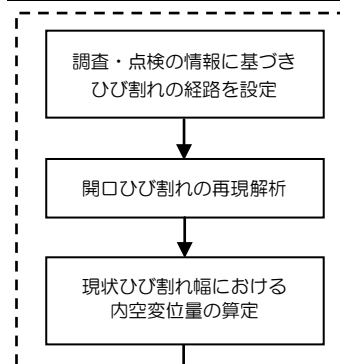 調査・点検の情報に基づき
ひび割れの経路を設定
開口ひび割れの再現解析
現状ひび割れ幅における
内空変位量の算定